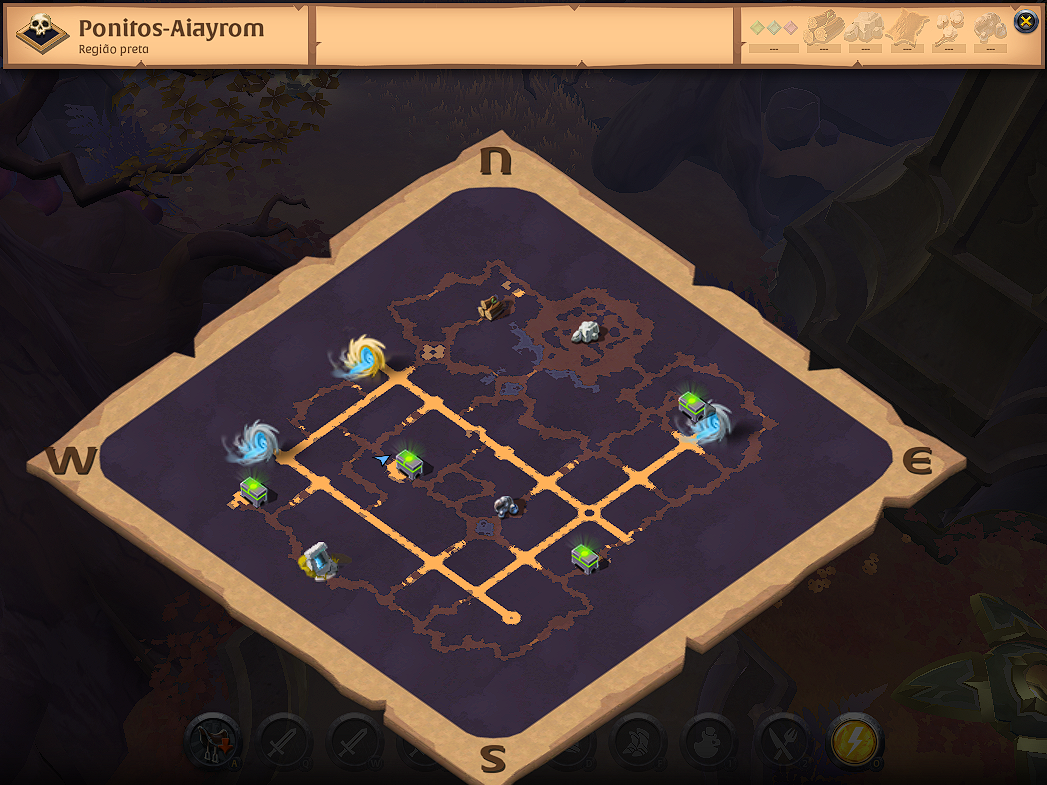 Ponitos-Aiayrom
Região preta
--- --- --- --- --- ---
N
W
E
S